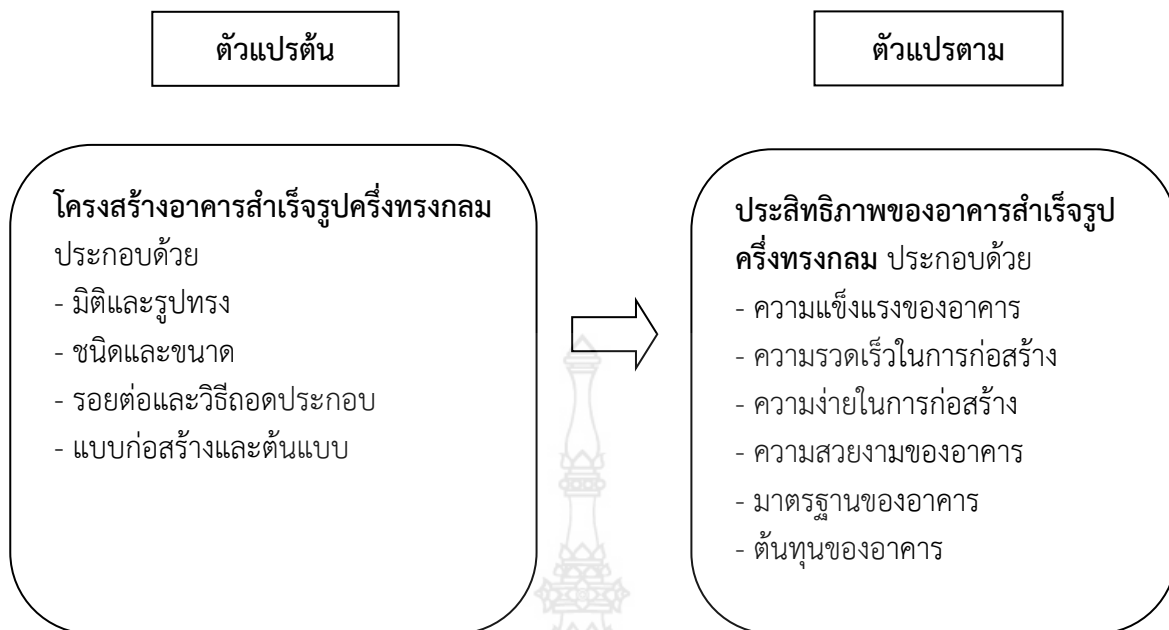 ตัวแปรต้น
ตัวแปรตาม
โครงสร้างอาคารสำเร็จรูปครึ่งทรงกลม
ประกอบด้วย
- มิติและรูปทรง
- ชนิดและขนาด
- รอยต่อและวิธีถอดประกอบ
- แบบก่อสร้างและต้นแบบ
ประสิทธิภาพของอาคารสำเร็จรูป
ครึ่งทรงกลม ประกอบด้วย
- ความแข็งแรงของอาคาร
- ความรวดเร็วในการก่อสร้าง
- ความง่ายในการก่อสร้าง
- ความสวยงามของอาคาร
- มาตรฐานของอาคาร
- ต้นทุนของอาคาร